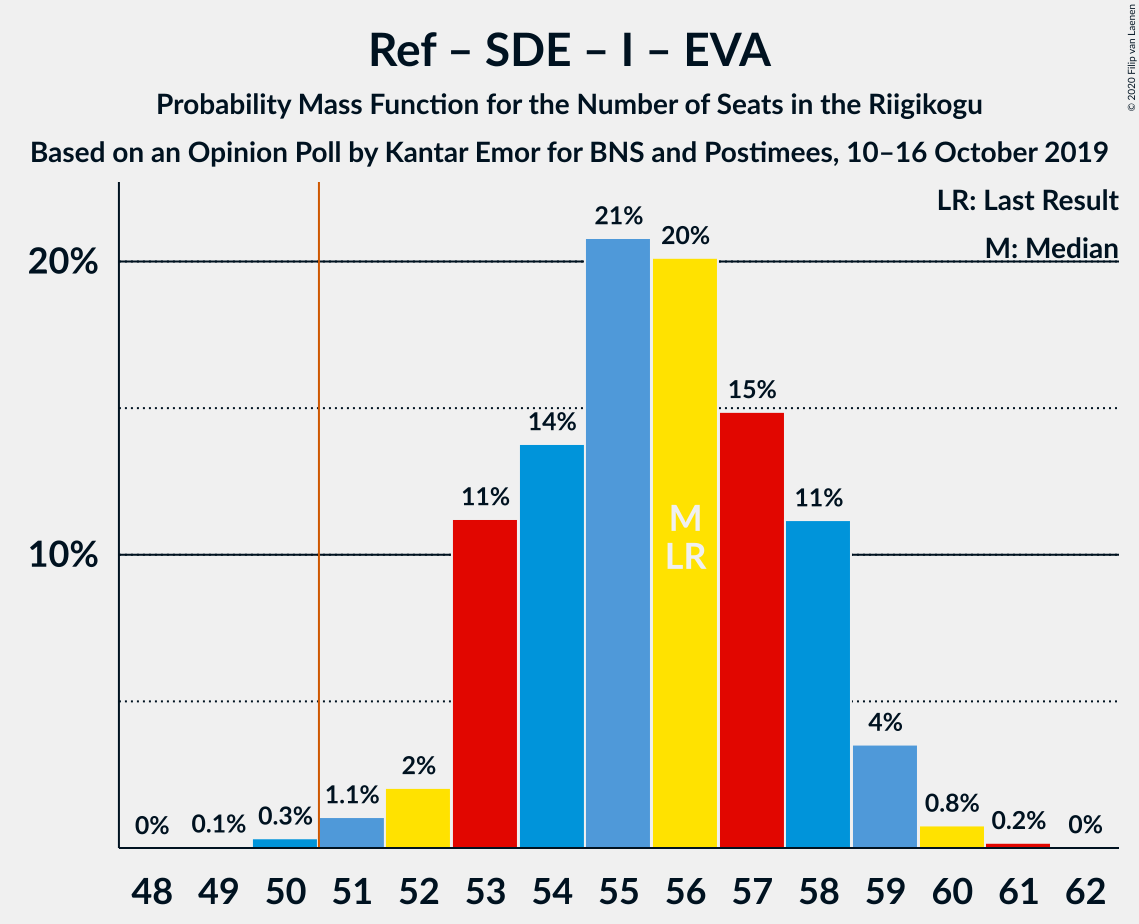 Ref – SDE – I – EVA
Probability Mass Function for the Number of Seats in the Riigikogu
Based on an Opinion Poll by Kantar Emor for BNS and Postimees, 10–16 October 2019
© 2020 Filip van Laenen
LR: Last Result
M: Median
20%
10%
0%
0.1%
0.3%
1.1%
2%
11%
14%
21%
20%
15%
11%
4%
0.8%
0.2%
0%
M
LR
48 49 50 51 52 53 54 55 56 57 58 59 60 61 62